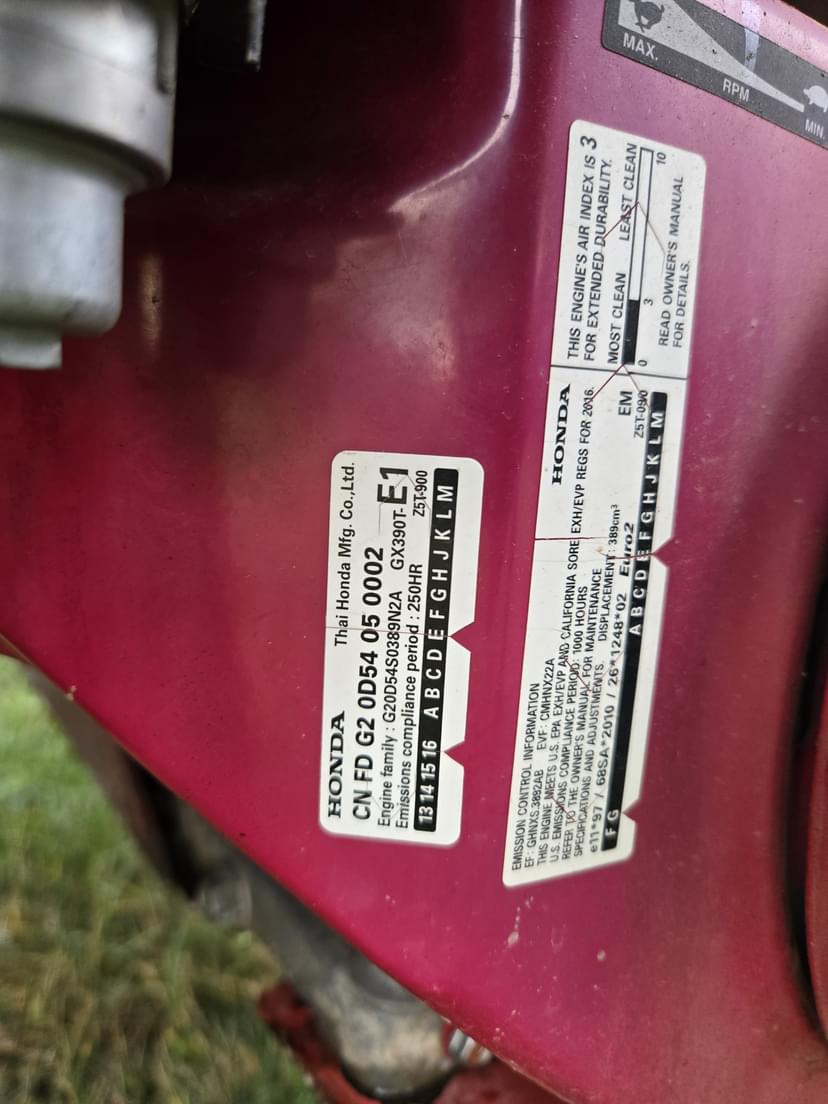 MAX.
RPM
MIN.
THIS ENGINE'S AIR INDEX IS 3
FOR EXTENDED DURABILITY.
MOST CLEAN LEAST CLEAN
0 3 10
READ OWNER'S MANUAL
FOR DETAILS.
HONDA Thai Honda Mfg. Co.,Ltd.
CN FD G2 0D54 05 0002
Engine family : G20D54S0389N2A GX390T-E1
Emissions compliance period : 250HR Z5T-900
13 14 15 16 A B C D E F G H J K L M
HONDA
EMISSION CONTROL INFORMATION
EF: GHNXS.3892AB EVF: CMHNX22A
THIS ENGINE MEETS U.S. EPA EXH/EVP AND CALIFORNIA SORE EXH/EVP REGS FOR 2016.
U.S. EMISSIONS COMPLIANCE PERIOD: 1000 HOURS
REFER TO THE OWNER'S MANUAL FOR MAINTENANCE
SPECIFICATIONS AND ADJUSTMENTS. DISPLACEMENT : 389cm³
EM
e11*97 / 68SA*2010 / 26*1248*02 Euro2 Z5T-090
F G A B C D E F G H J K L M